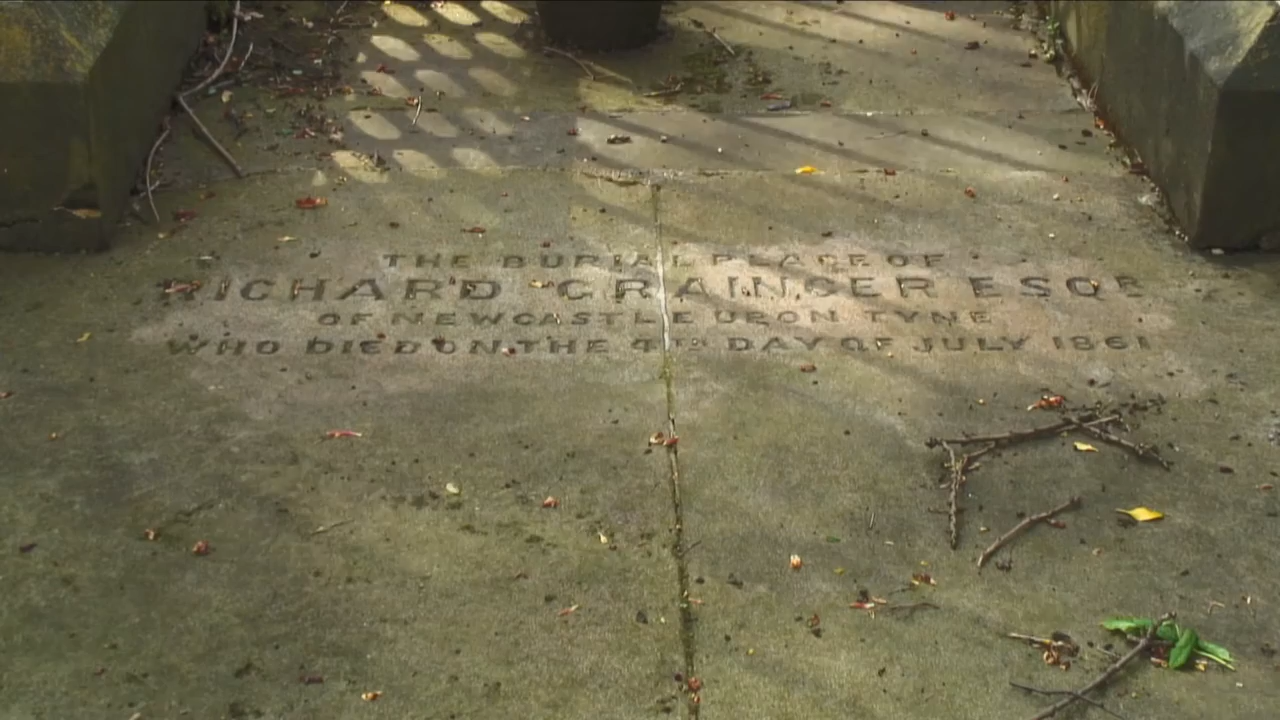 THE BURIAL PLACE OF
RICHARD GRAINGER ESQR
OF NEWCASTLE UPON TYNE
WHO DIED ON THE 4TH DAY OF JULY 1861